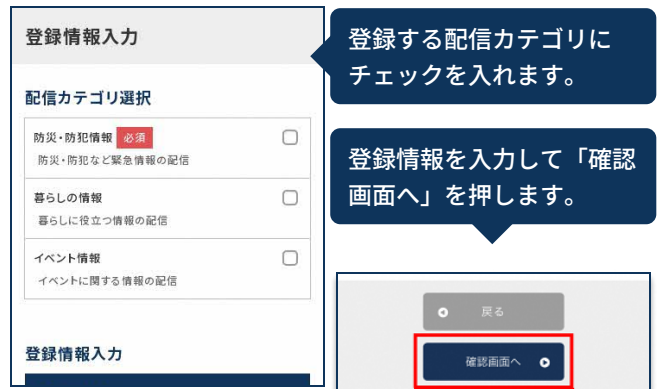 登録情報入力
配信カテゴリ選択
防災・防犯情報 必須
防災・防犯など緊急情報の配信
暮らしの情報
暮らしに役立つ情報の配信
イベント情報
イベントに関する情報の配信
登録情報入力
登録する配信カテゴリに
チェックを入れます。
登録情報を入力して「確認
画面へ」を押します。
戻る
確認画面へ